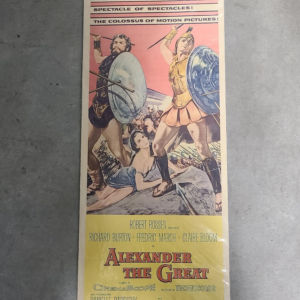 SPECTACLE OF SPECTACLES!
THE COLOSSUS OF MOTION PICTURES!
ROBERT ROSSEN
RICHARD BURTON · FREDRIC MARCH · CLAIRE BLOOM
ALEXANDER
THE GREAT
CINEMASCOPE TECHNICOLOR